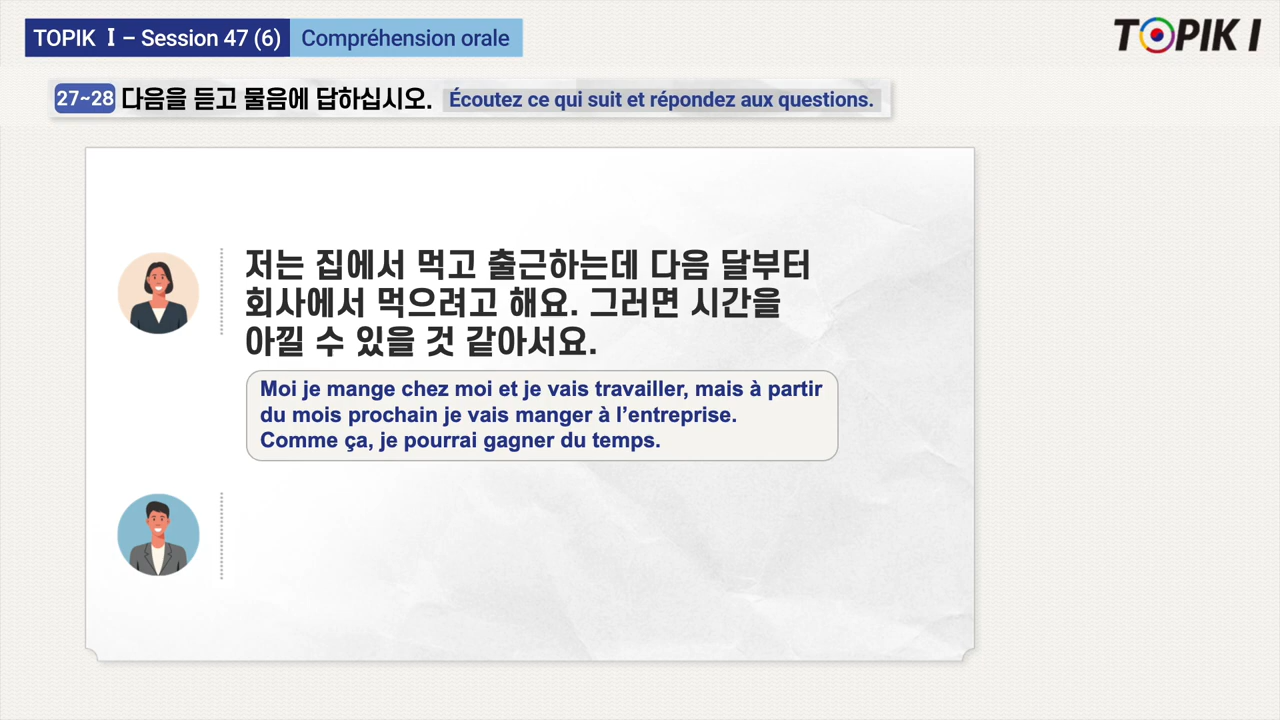 TOPIK Ⅰ – Session 47 (6) Compréhension orale
TOPIK I
27~28 다음을 듣고 물음에 답하십시오. Écoutez ce qui suit et répondez aux questions.
저는 집에서 먹고 출근하는데 다음 달부터
회사에서 먹으려고 해요. 그러면 시간을
아낄 수 있을 것 같아서요.
Moi je mange chez moi et je vais travailler, mais à partir
du mois prochain je vais manger à l’entreprise.
Comme ça, je pourrai gagner du temps.